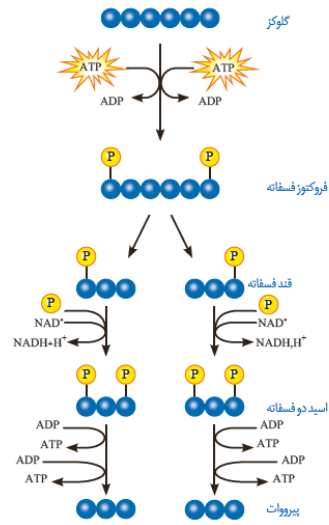 گلوکز
ATP ATP
ADP ADP
P P
فروکتوز فسفاته
P P
قند فسفاته
P P
NAD⁺ NAD⁺
NADH+H⁺ NADH,H⁺
P P P P
اسید دو فسفاته
ADP ADP
ATP ATP
ADP ADP
ATP ATP
پیرووات